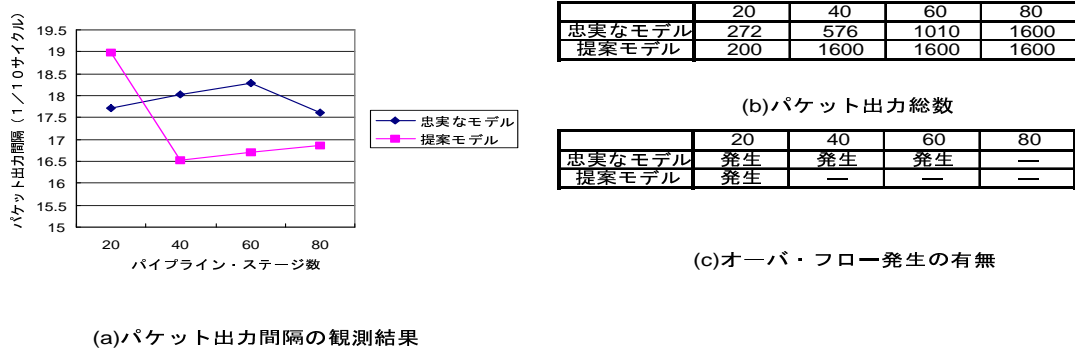 パケット出力間隔（１／１０サイクル）
19.5
19
18.5
18
17.5
17
16.5
16
15.5
15
20 40 60 80
パイプライン・ステージ数
忠実なモデル
提案モデル
(a)パケット出力間隔の観測結果
20 40 60 80
忠実なモデル 272 576 1010 1600
提案モデル 200 1600 1600 1600
(b)パケット出力総数
20 40 60 80
忠実なモデル 発生 発生 発生 ―
提案モデル 発生 ― ― ―
(c)オーバ・フロー発生の有無